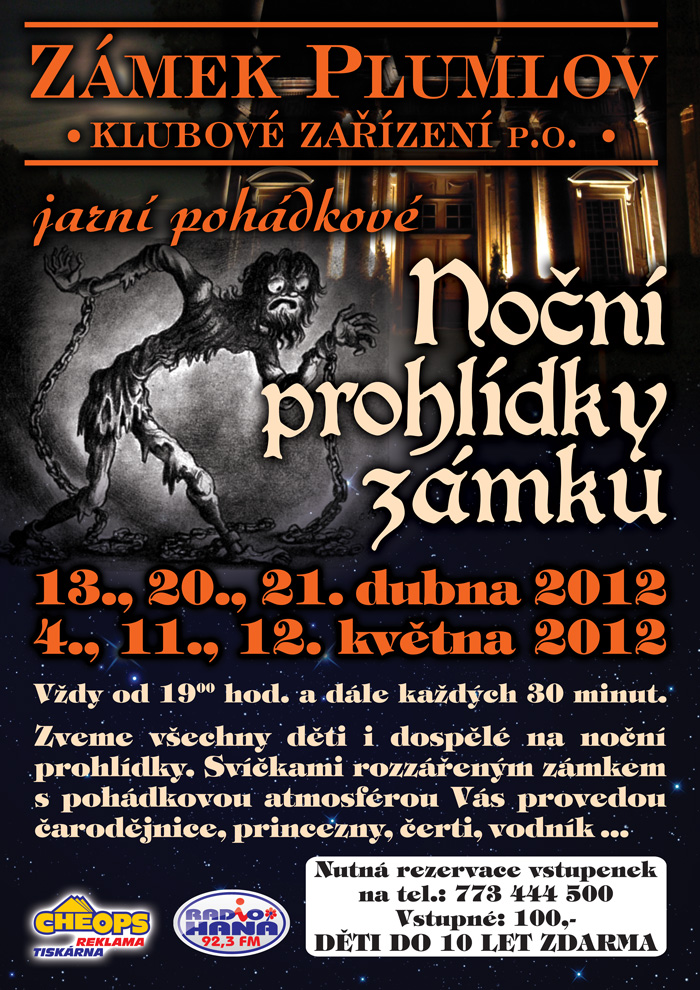 ZÁMEK PLUMLOV
• KLUBOVÉ ZAŘÍZENÍ P.O. •
jarní pohádkové
Noční
prohlídky
zámku
13., 20., 21. dubna 2012
4., 11., 12. května 2012
Vždy od 19⁰⁰ hod. a dále každých 30 minut.
Zveme všechny děti i dospělé na noční
prohlídky. Svíčkami rozzářeným zámkem
s pohádkovou atmosférou Vás provedou
čarodějnice, princezny, čerti, vodník ...
Nutná rezervace vstupenek
na tel.: 773 444 500
Vstupné: 100,-
DĚTI DO 10 LET ZDARMA
CHEOPS
REKLAMA
TISKÁRNA
RADIO
HANA
92,3 FM